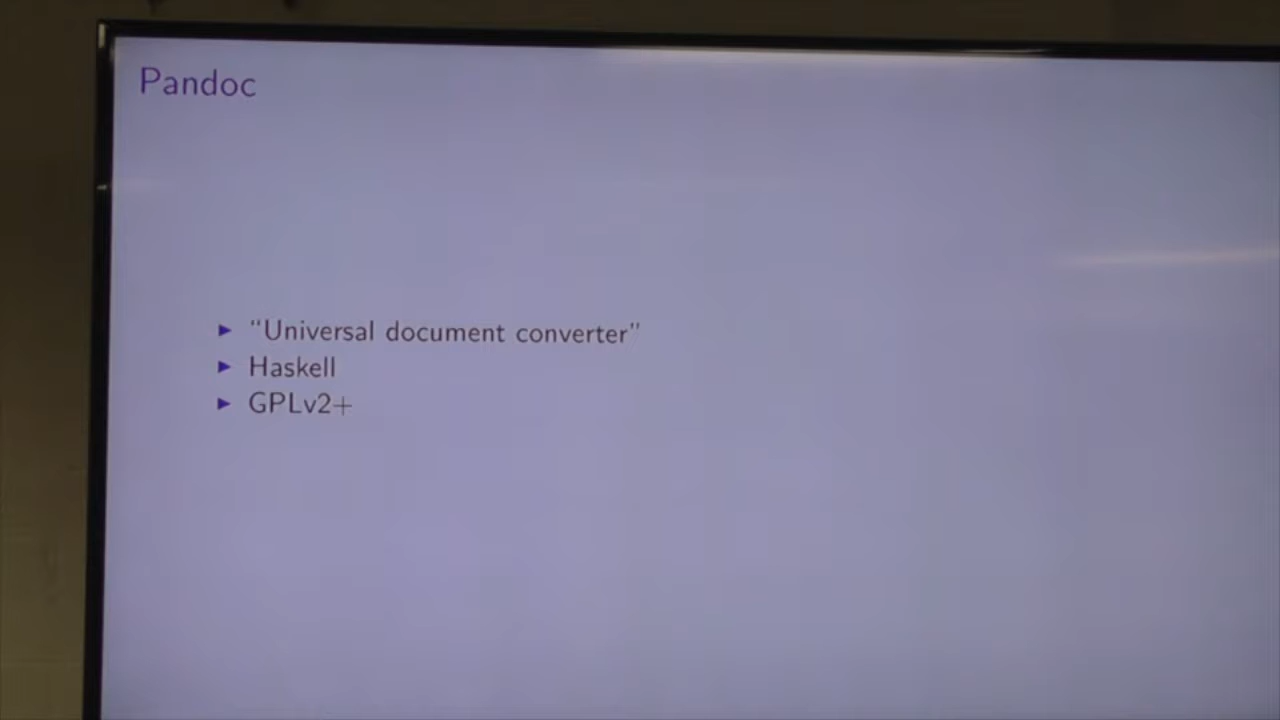 Pandoc
▶ “Universal document converter”
▶ Haskell
▶ GPLv2+